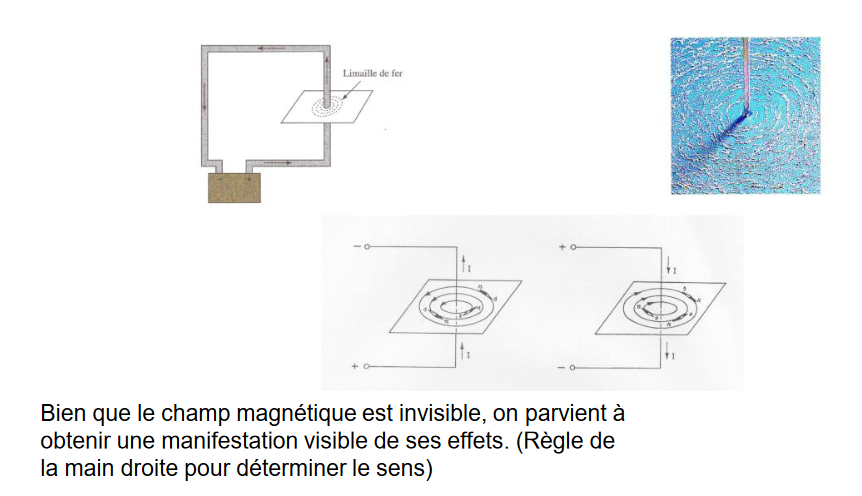 Limaille de fer
- +
- +
I I
+ -
I I
Bien que le champ magnétique est invisible, on parvient à
obtenir une manifestation visible de ses effets. (Règle de
la main droite pour déterminer le sens)